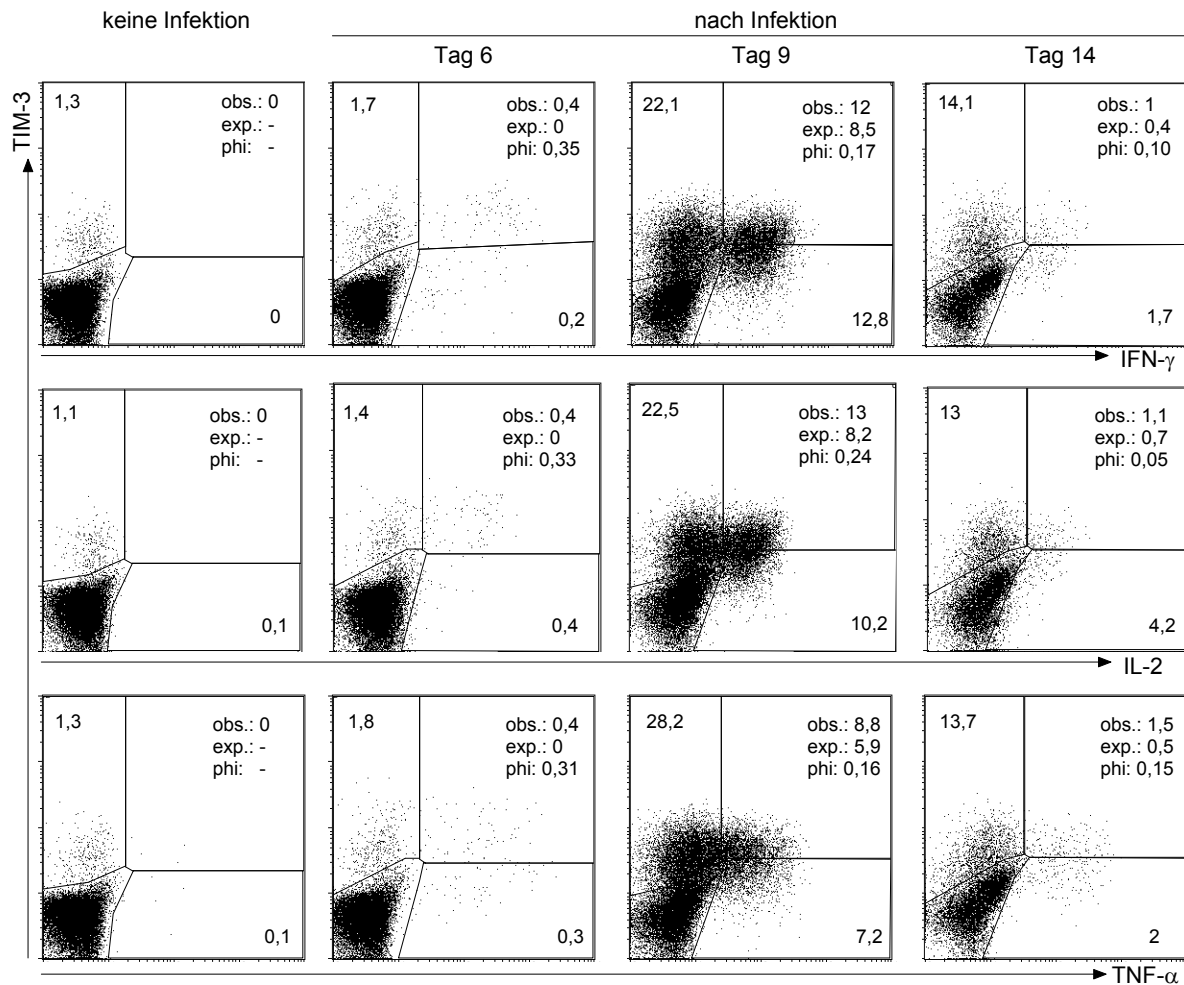 keine Infektion
nach Infektion
Tag 6
Tag 9
Tag 14
TIM-3
1,3
obs.: 0
exp.: -
phi: -
0
1,7
obs.: 0,4
exp.: 0
phi: 0,35
0,2
22,1
obs.: 12
exp.: 8,5
phi: 0,17
12,8
14,1
obs.: 1
exp.: 0,4
phi: 0,10
1,7
IFN-γ
1,1
obs.: 0
exp.: -
phi: -
0,1
1,4
obs.: 0,4
exp.: 0
phi: 0,33
0,4
22,5
obs.: 13
exp.: 8,2
phi: 0,24
10,2
13
obs.: 1,1
exp.: 0,7
phi: 0,05
4,2
IL-2
1,3
obs.: 0
exp.: -
phi: -
0,1
1,8
obs.: 0,4
exp.: 0
phi: 0,31
0,3
28,2
obs.: 8,8
exp.: 5,9
phi: 0,16
7,2
13,7
obs.: 1,5
exp.: 0,5
phi: 0,15
2
TNF-α